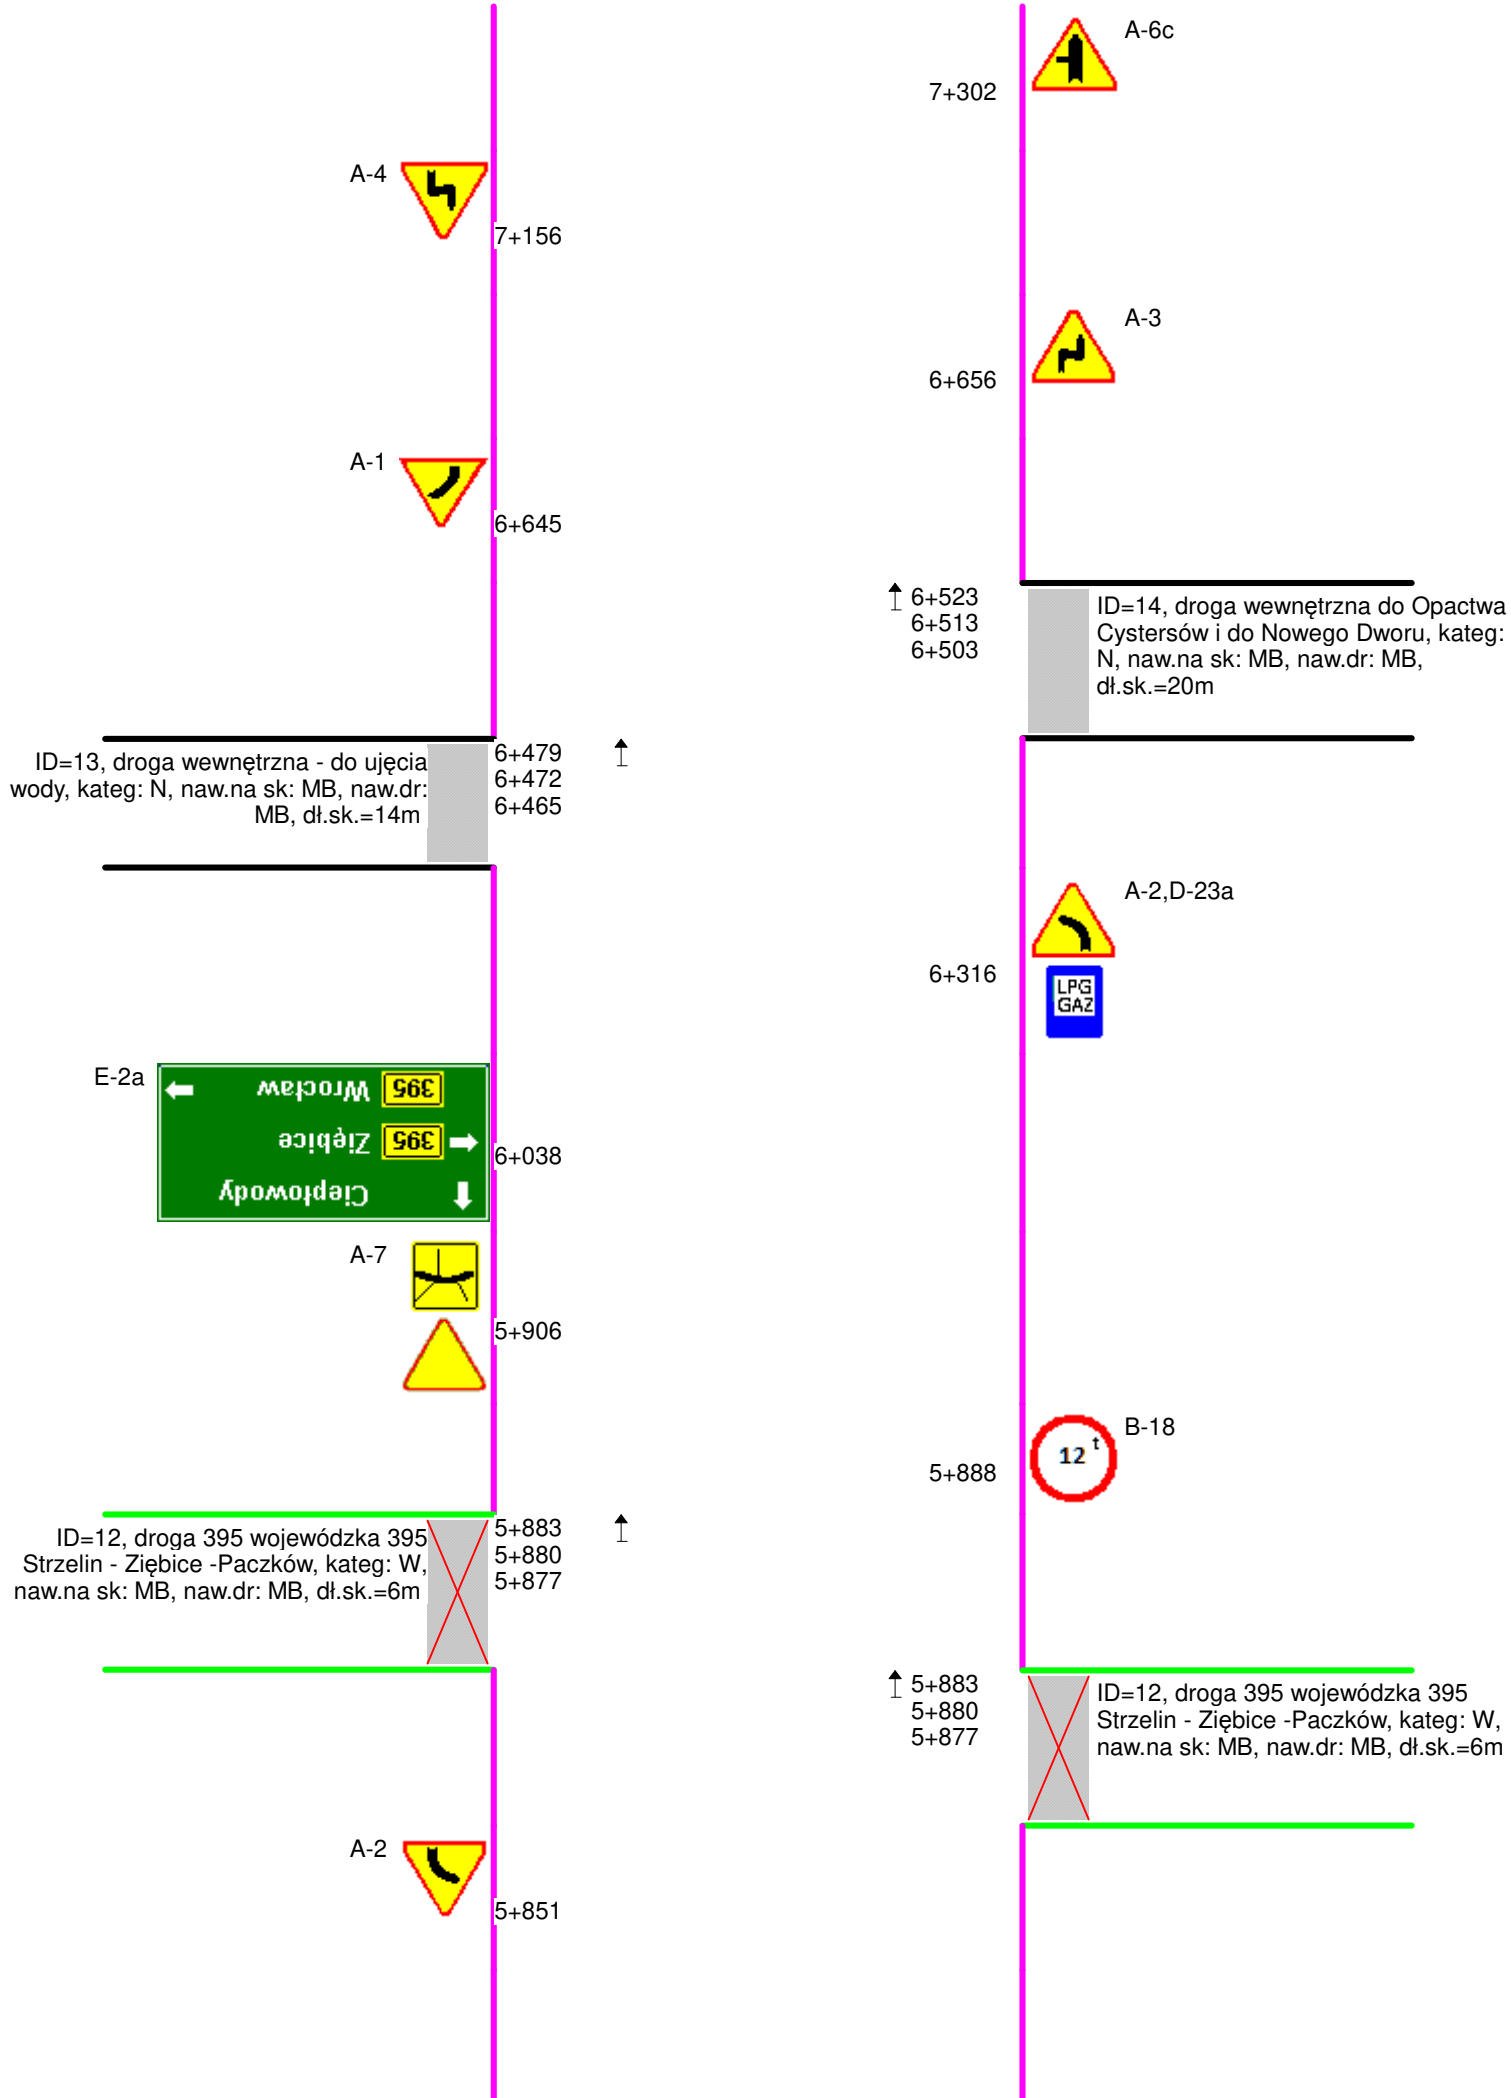 A-6c
7+302
A-4
7+156
A-3
6+656
A-1
6+645
6+523
6+513
6+503
ID=14, droga wewnętrzna do Opactwa
Cystersów i do Nowego Dworu, kateg:
N, naw.na sk: MB, naw.dr: MB,
dł.sk.=20m
ID=13, droga wewnętrzna - do ujęcia
wody, kateg: N, naw.na sk: MB, naw.dr:
MB, dł.sk.=14m
6+479
6+472
6+465
A-2,D-23a
6+316
LPG
GAZ
E-2a
Wrocław 395
Ziębice 395
Ciepłowody
6+038
A-7
5+906
B-18
12 t
5+888
ID=12, droga 395 wojewódzka 395
Strzelin - Ziębice -Paczków, kateg: W,
naw.na sk: MB, naw.dr: MB, dł.sk.=6m
5+883
5+880
5+877
5+883
5+880
5+877
ID=12, droga 395 wojewódzka 395
Strzelin - Ziębice -Paczków, kateg: W,
naw.na sk: MB, naw.dr: MB, dł.sk.=6m
A-2
5+851